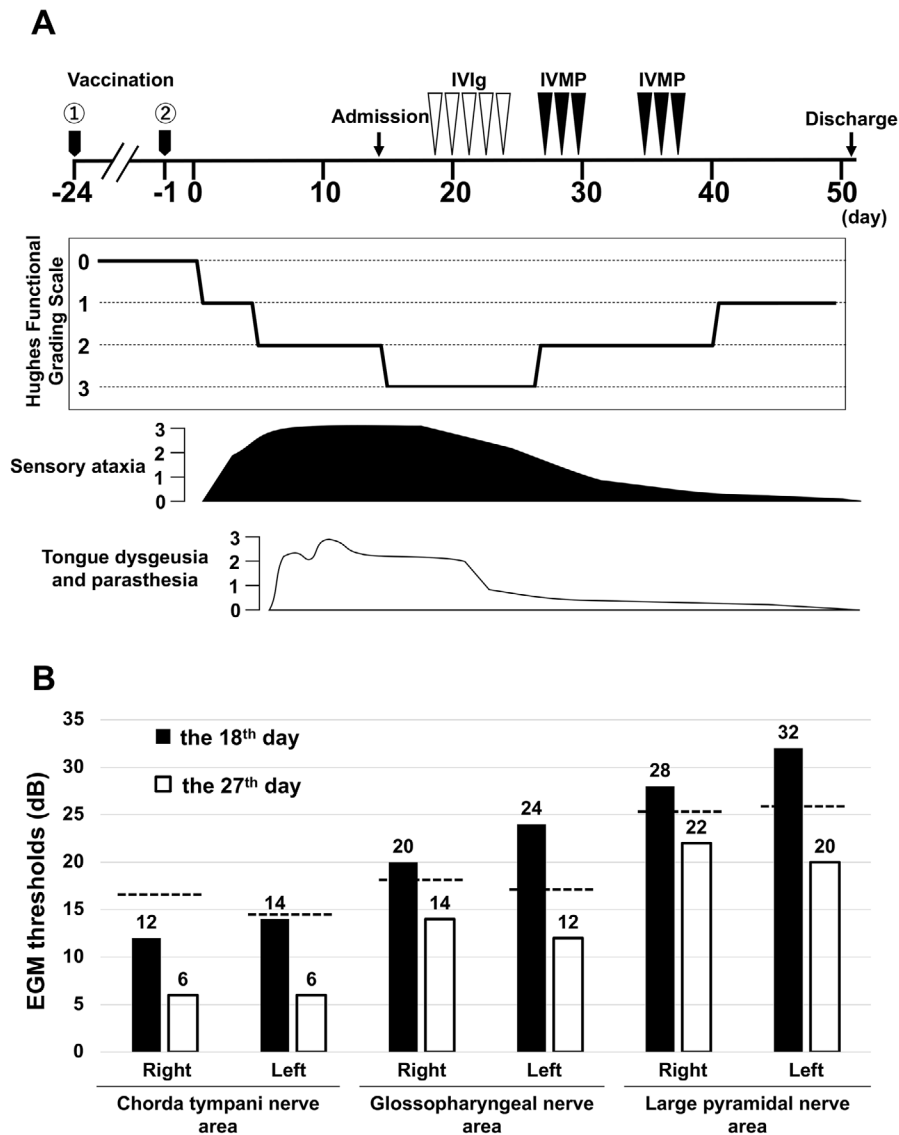 A
Vaccination
① ②
Admission
IVIg
IVMP
IVMP
Discharge
-24 -1 0 10 20 30 40 50
(day)
Hughes Functional
Grading Scale
0
1
2
3
Sensory ataxia
3
2
1
0
Tongue dysgeusia
and parasthesia
3
2
1
0
B
EGM thresholds (dB)
35
30
25
20
15
10
5
0
the 18th day
the 27th day
12 6 14 6 20 14 24 12 28 22 32 20
Right Left Right Left Right Left
Chorda tympani nerve
area
Glossopharyngeal nerve
area
Large pyramidal nerve
area